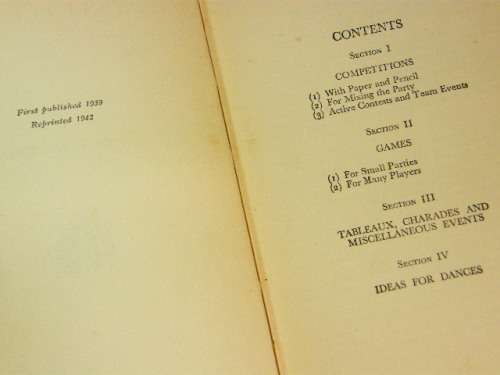 First published 1939
Reprinted 1942
CONTENTS
SECTION I
COMPETITIONS
(1) With Paper and Pencil
(2) For Mixing the Party
(3) Active Contests and Team Events
SECTION II
GAMES
(1) For Small Parties
(2) For Many Players
SECTION III
TABLEAUX, CHARADES AND
MISCELLANEOUS EVENTS
SECTION IV
IDEAS FOR DANCES